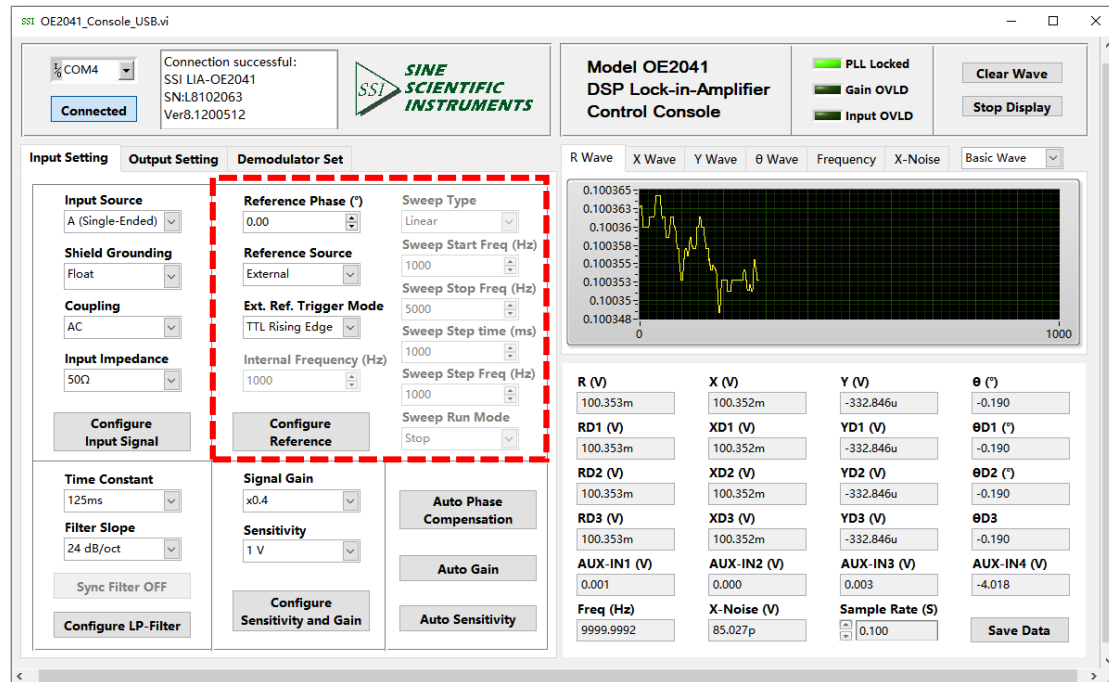 SSI OE2041_Console_USB.vi
COM4
Connected
Connection successful:
SSI LIA-OE2041
SN:L8102063
Ver8.1200512
SSI
SINE
SCIENTIFIC
INSTRUMENTS
Model OE2041
DSP Lock-in-Amplifier
Control Console
PLL Locked
Gain OVLD
Input OVLD
Clear Wave
Stop Display
Input Setting
Output Setting
Demodulator Set
Input Source
A (Single-Ended)
Shield Grounding
Float
Coupling
AC
Input Impedance
50Ω
Configure
Input Signal
Reference Phase (°)
0.00
Reference Source
External
Ext. Ref. Trigger Mode
TTL Rising Edge
Internal Frequency (Hz)
1000
Configure
Reference
Sweep Type
Linear
Sweep Start Freq (Hz)
1000
Sweep Stop Freq (Hz)
5000
Sweep Step time (ms)
1000
Sweep Step Freq (Hz)
1000
Sweep Run Mode
Stop
Time Constant
125ms
Filter Slope
24 dB/oct
Sync Filter OFF
Configure LP-Filter
Signal Gain
x0.4
Sensitivity
1 V
Configure
Sensitivity and Gain
Auto Phase
Compensation
Auto Gain
Auto Sensitivity
R Wave
X Wave
Y Wave
θ Wave
Frequency
X-Noise
Basic Wave
0.100365
0.100363
0.10036
0.100358
0.100355
0.100353
0.10035
0.100348
0
1000
R (V) X (V) Y (V) θ (°)
100.353m 100.352m -332.846u -0.190
RD1 (V) XD1 (V) YD1 (V) θD1 (°)
100.353m 100.352m -332.846u -0.190
RD2 (V) XD2 (V) YD2 (V) θD2 (°)
100.353m 100.352m -332.846u -0.190
RD3 (V) XD3 (V) YD3 (V) θD3
100.353m 100.352m -332.846u -0.190
AUX-IN1 (V) AUX-IN2 (V) AUX-IN3 (V) AUX-IN4 (V)
0.001 0.000 0.003 -4.018
Freq (Hz) X-Noise (V) Sample Rate (S)
9999.9992 85.027p 0.100 Save Data